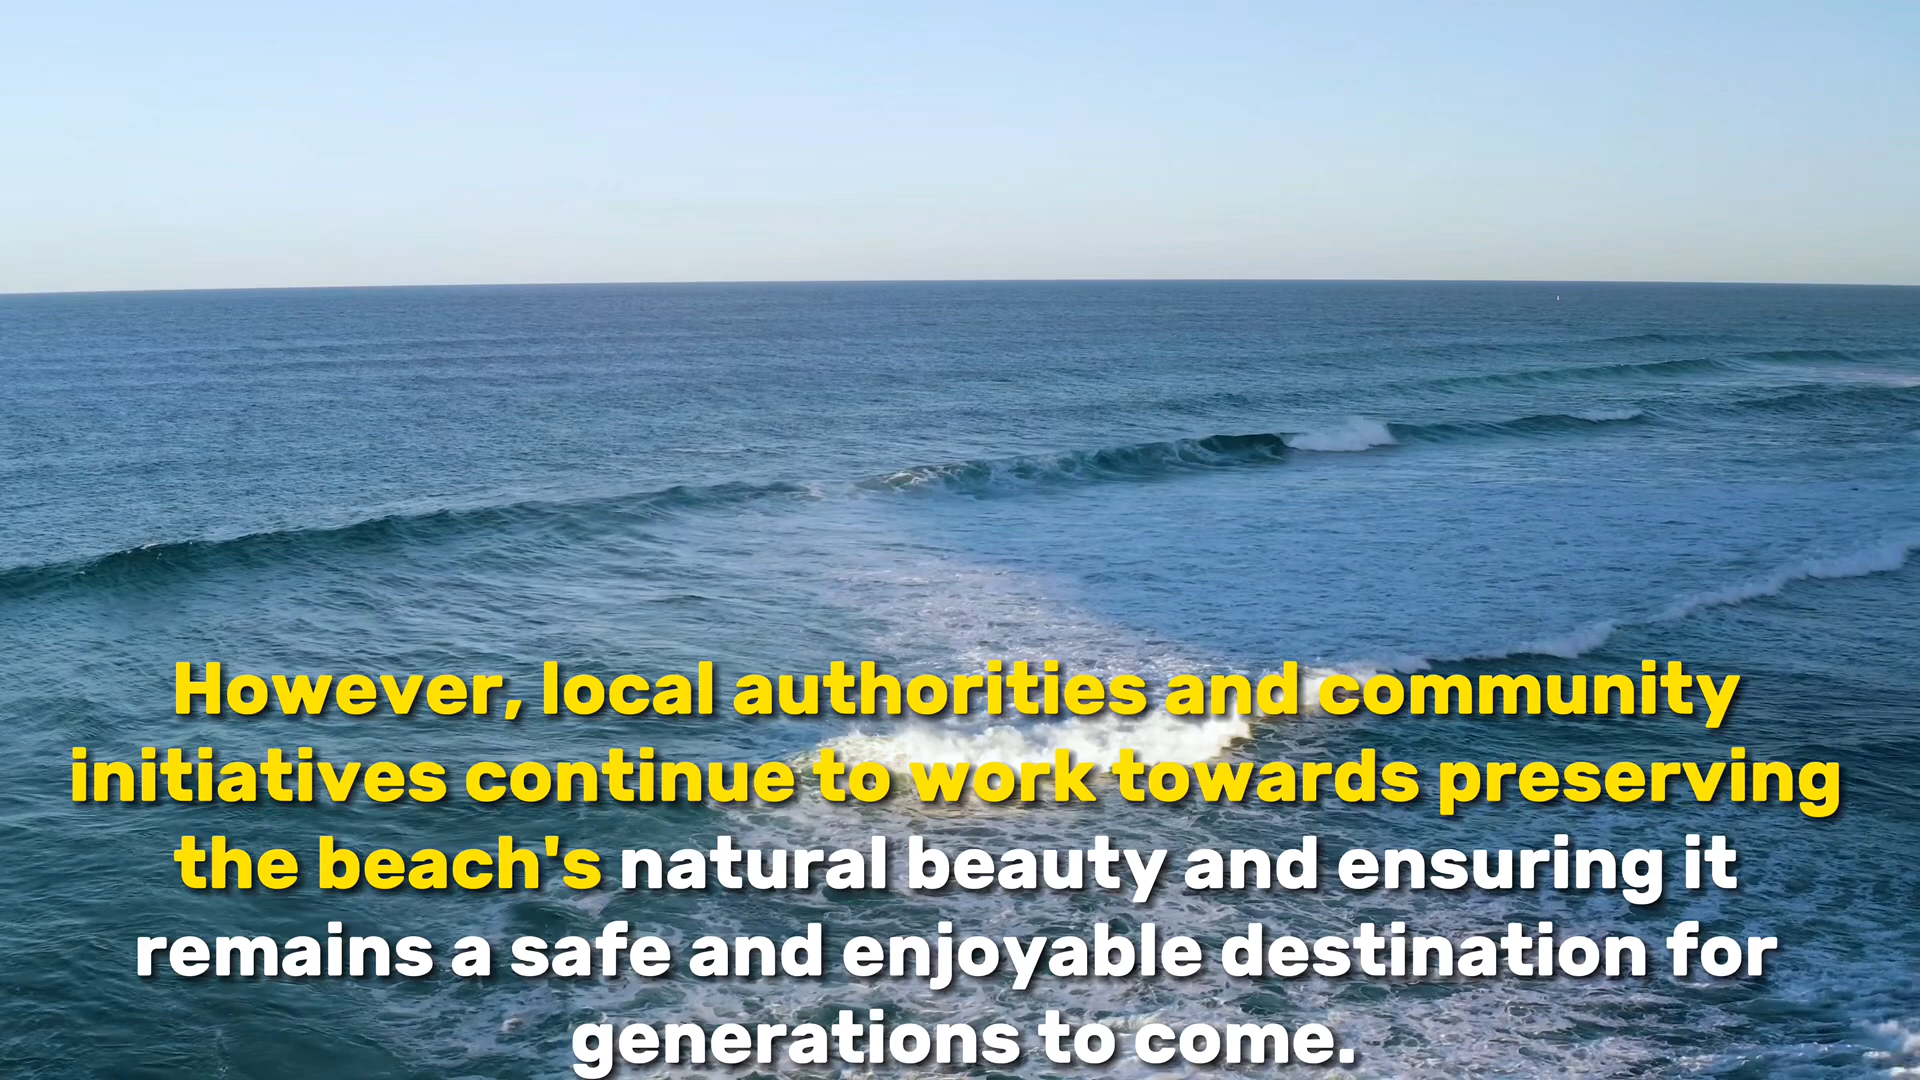 However, local authorities and community
initiatives continue to work towards preserving
the beach's natural beauty and ensuring it
remains a safe and enjoyable destination for
generations to come.